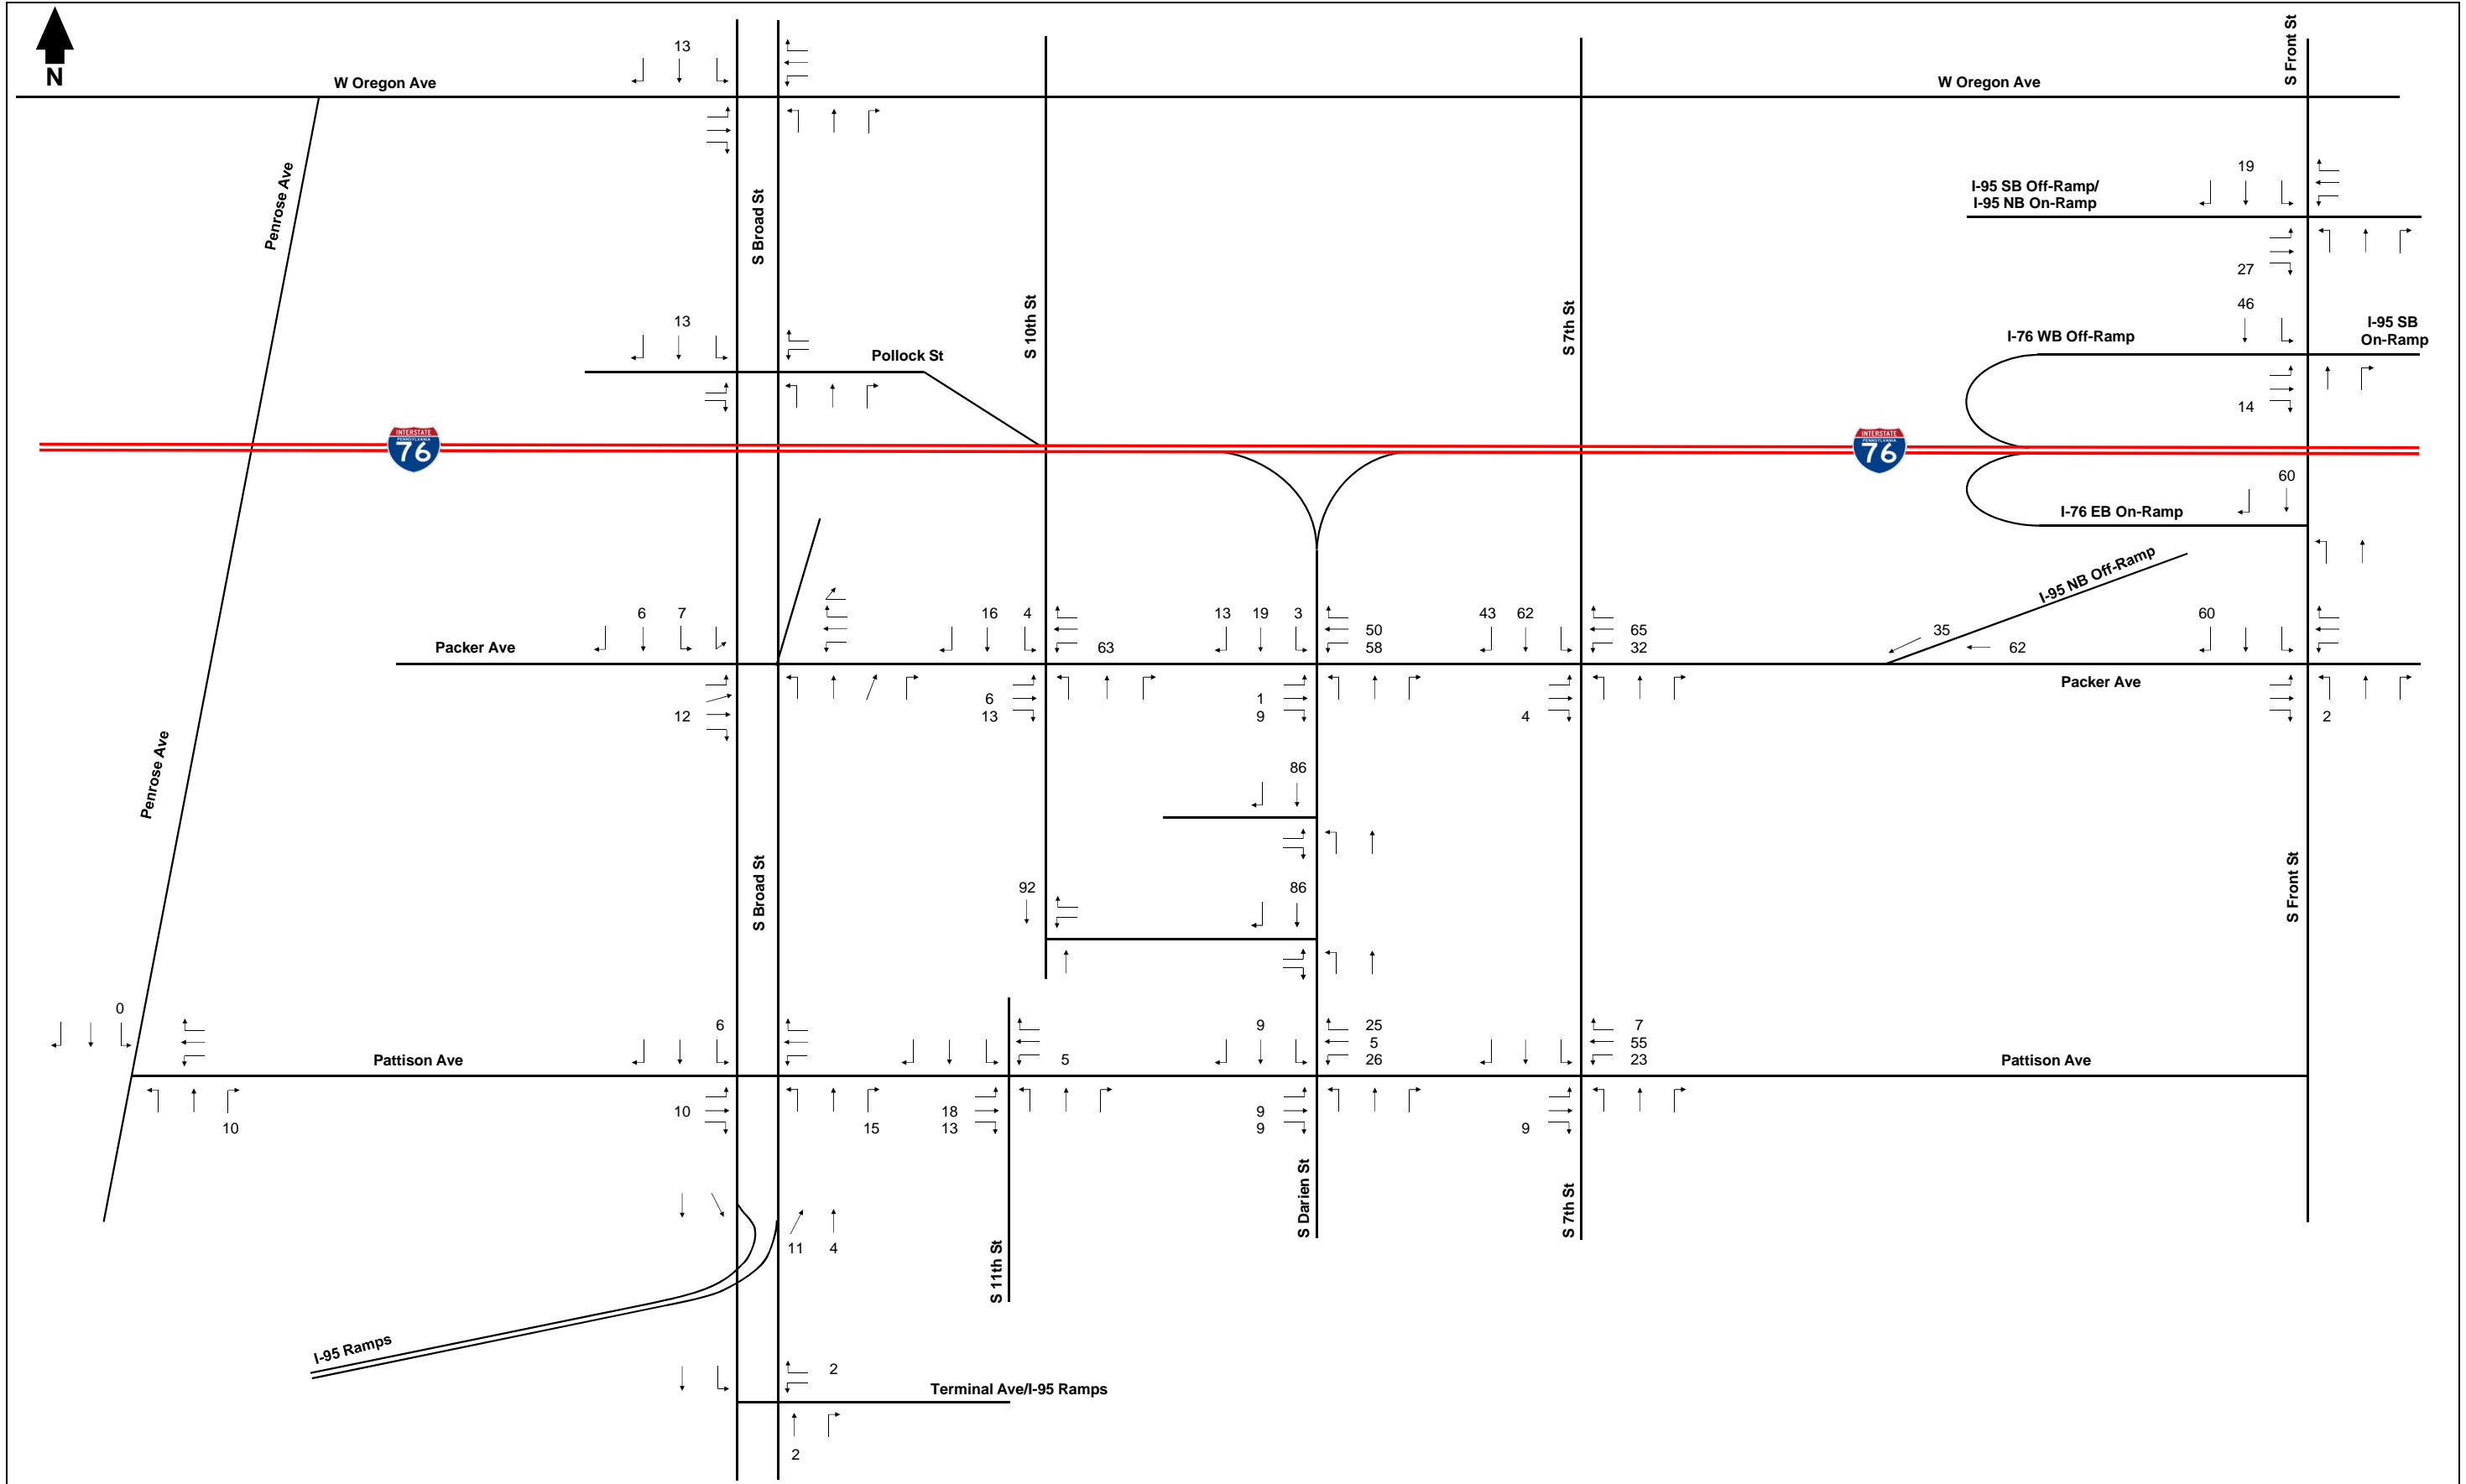 S Front St
13
N
W Oregon Ave
W Oregon Ave
Penrose Ave
S Broad St
19
I-95 SB Off-Ramp/
I-95 NB On-Ramp
27
S 10th St
S 7th St
46
13
Pollock St
I-76 WB Off-Ramp
I-95 SB
On-Ramp
14
INTERSTATE
PENNSYLVANIA
76
INTERSTATE
PENNSYLVANIA
76
60
I-76 EB On-Ramp
I-95 NB Off-Ramp
6 7
16 4
13 19 3
43 62
60
50
58
65
32
35
62
63
Packer Ave
Packer Ave
12
6
13
1
9
4
2
Penrose Ave
86
S Broad St
92
86
S Front St
0
6
9
25
5
26
7
55
23
5
Pattison Ave
Pattison Ave
10
10
15
18
13
9
9
9
S Darien St
S 7th St
11 4
S 11th St
I-95 Ramps
2
Terminal Ave/I-95 Ramps
2